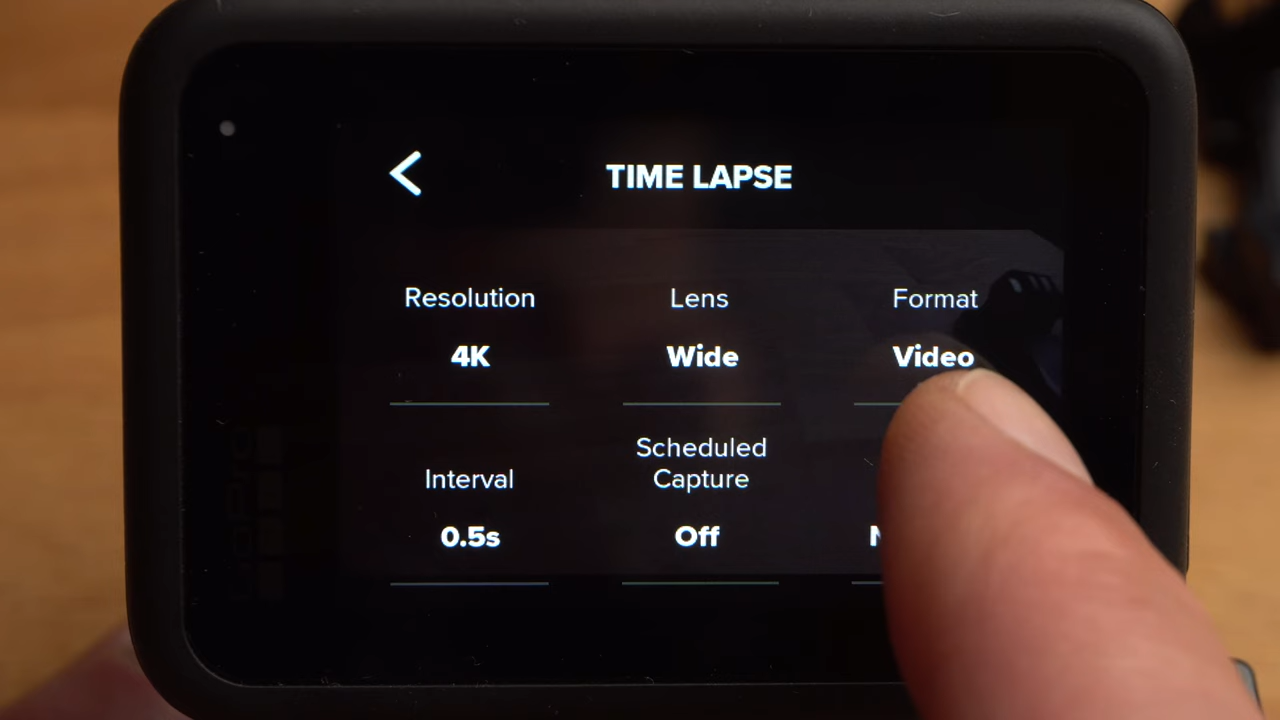 TIME LAPSE
Resolution
Lens
Format
4K
Wide
Video
Scheduled
Capture
Interval
0.5s
Off